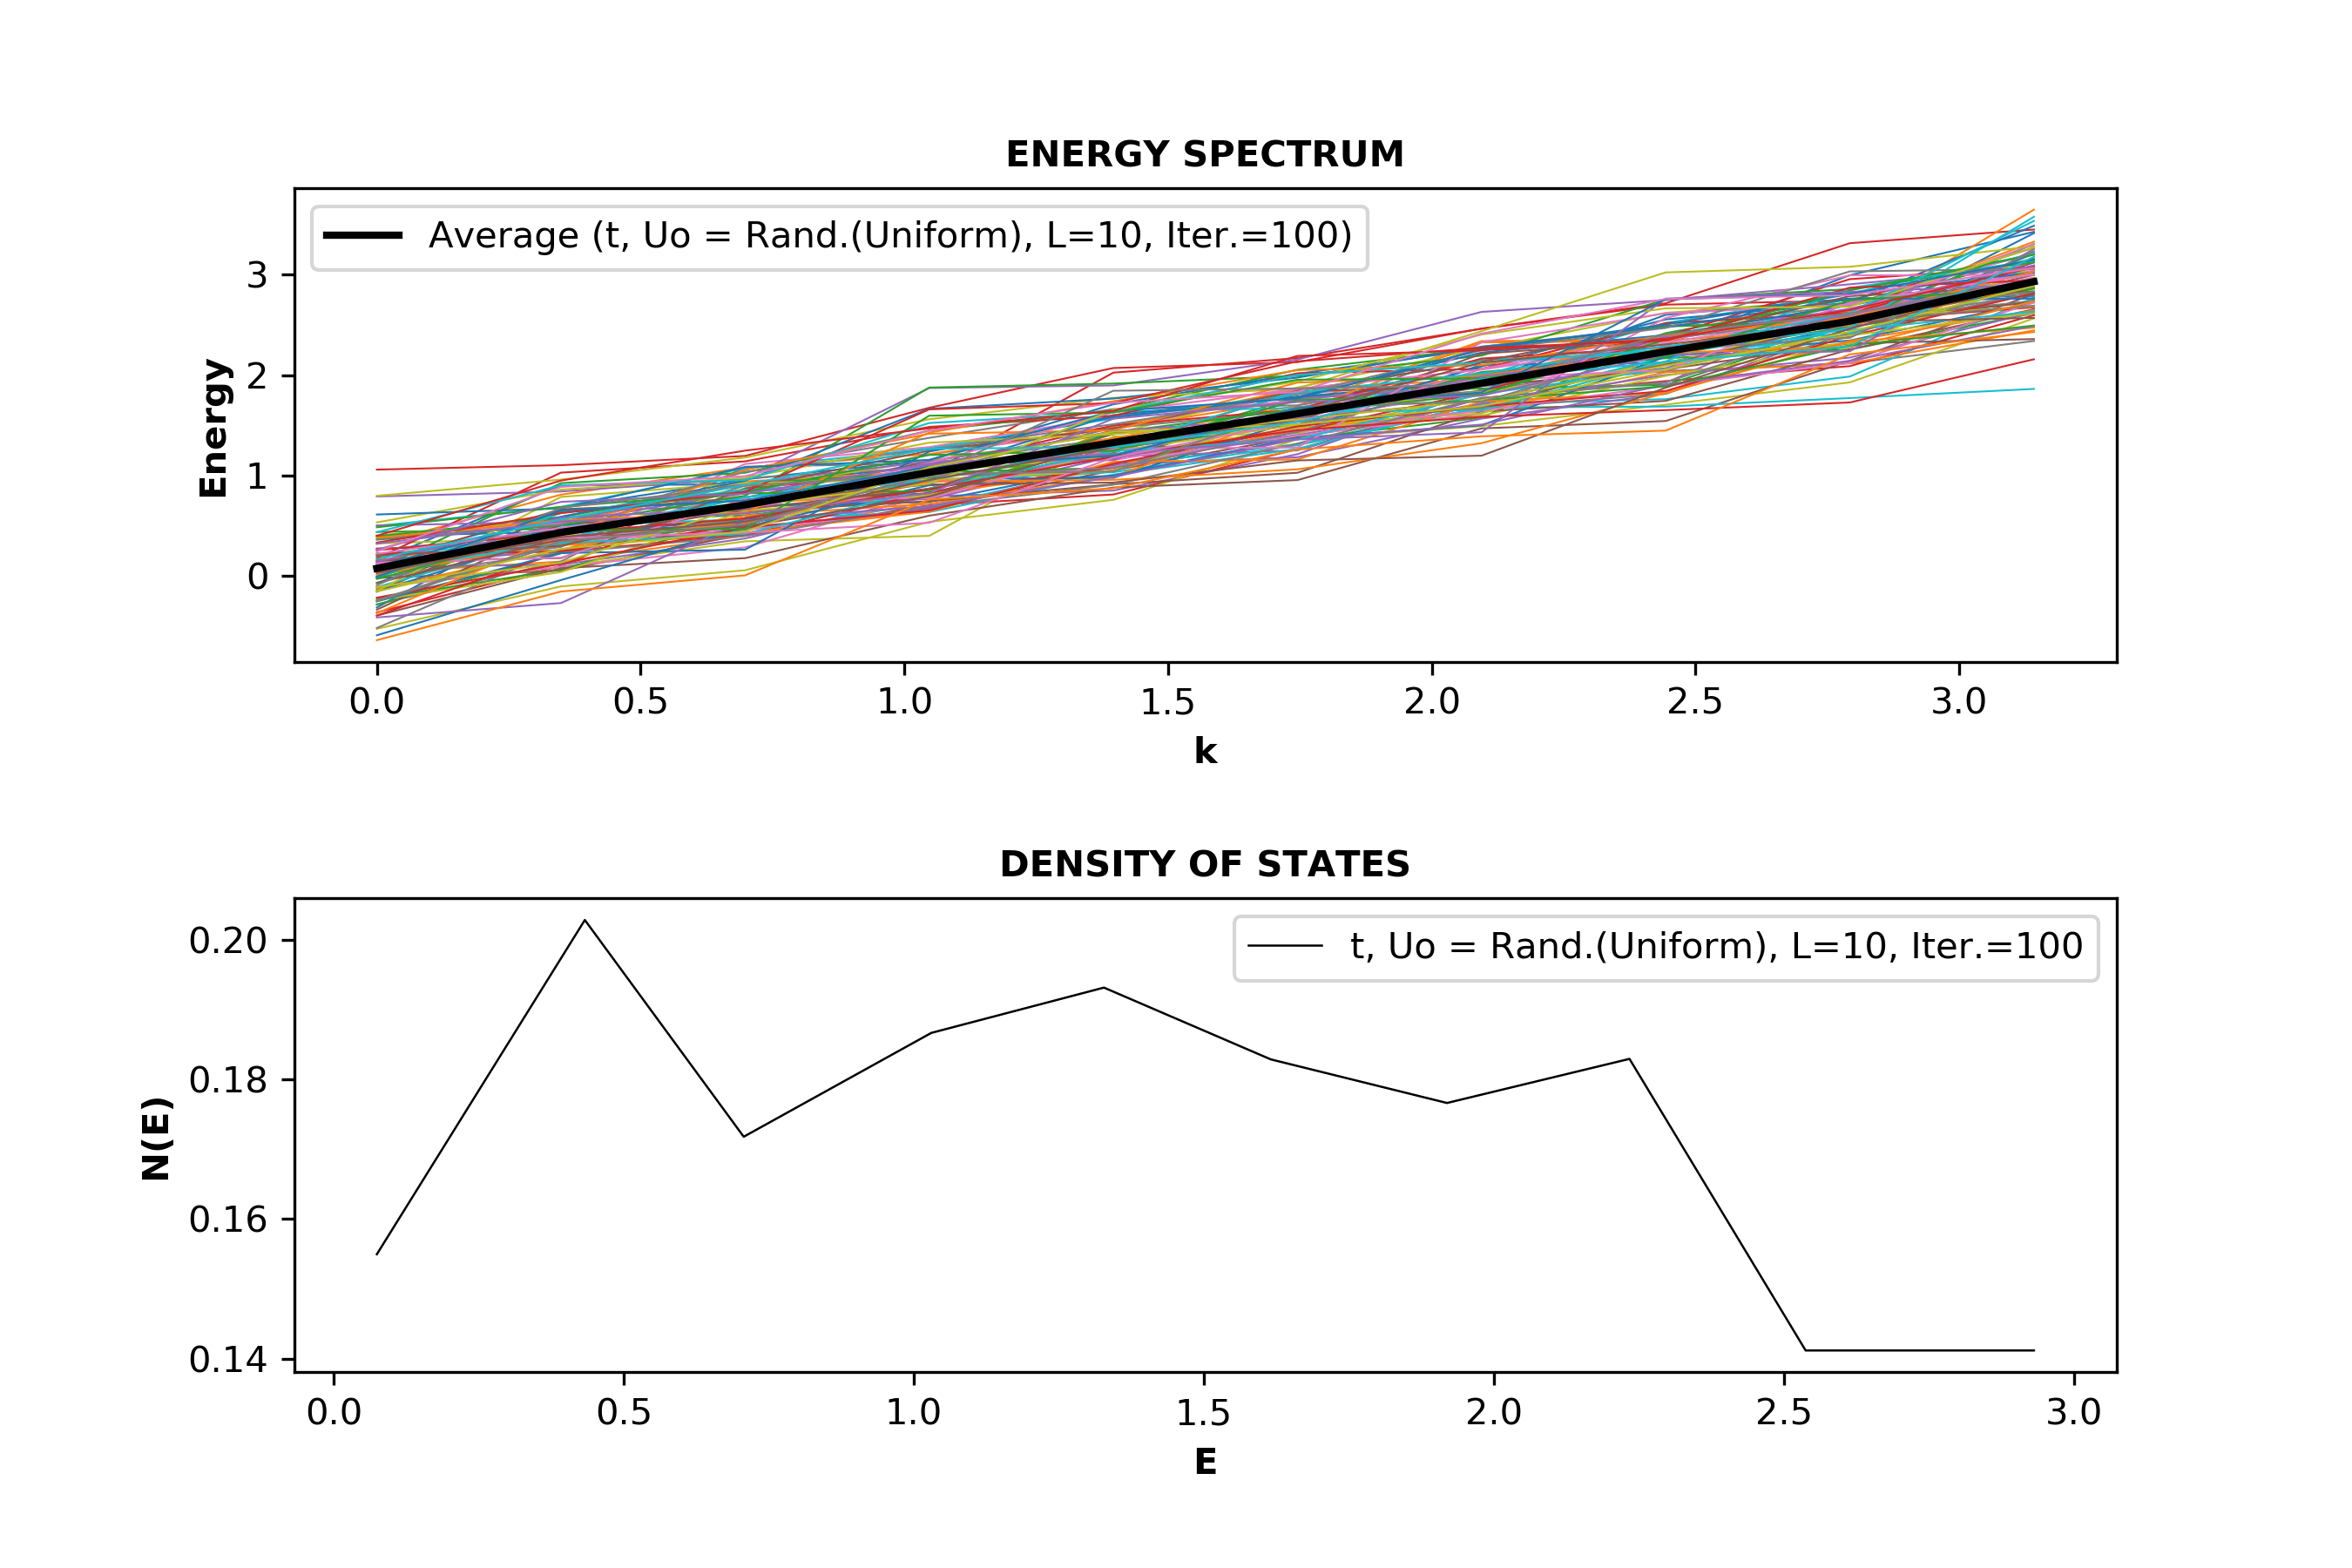 ENERGY SPECTRUM
Average (t, Uo = Rand.(Uniform), L=10, Iter.=100)
Energy
3
2
1
0
0.0 0.5 1.0 1.5 2.0 2.5 3.0
k
DENSITY OF STATES
t, Uo = Rand.(Uniform), L=10, Iter.=100
N(E)
0.20
0.18
0.16
0.14
0.0 0.5 1.0 1.5 2.0 2.5 3.0
E